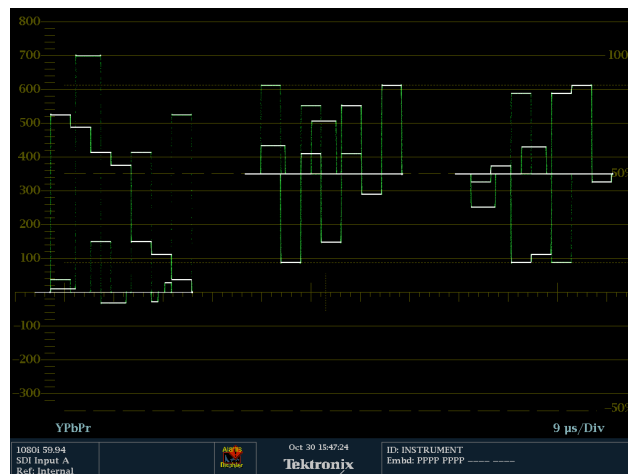 800
700
100
600
500
400
50%
300
200
100
0
-100
-200
-300
-50%
YPbPr
9 µs/Div
1080i 59.94
SDI Input A
Ref: Internal
Oct 30 15:47:24
Tektronix
ID: INSTRUMENT
Embd: PPPP PPPP ---- ----